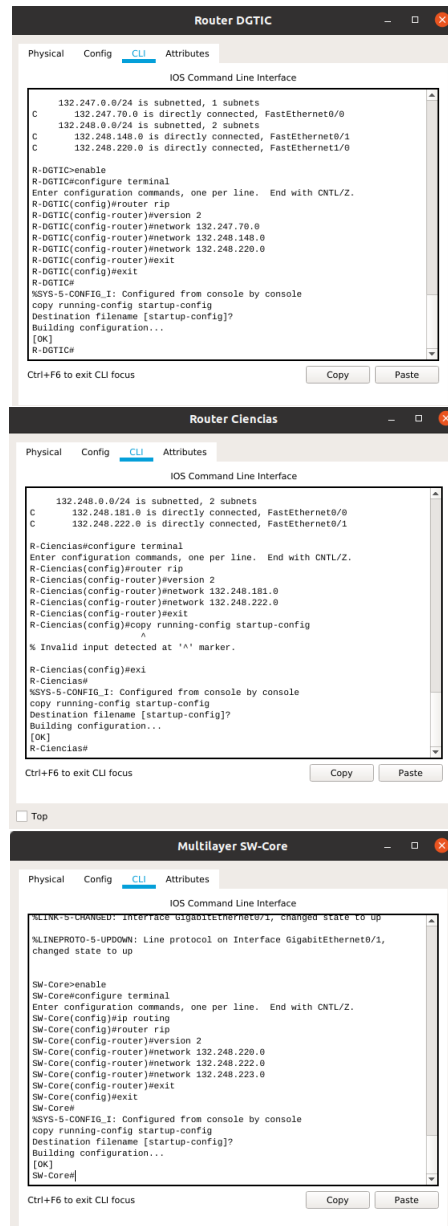 Router DGTIC
Physical Config CLI Attributes
IOS Command Line Interface
132.247.0.0/24 is subnetted, 1 subnets
C 132.247.70.0 is directly connected, FastEthernet0/0
132.248.0.0/24 is subnetted, 2 subnets
C 132.248.148.0 is directly connected, FastEthernet0/1
C 132.248.220.0 is directly connected, FastEthernet1/0
R-DGTIC>enable
R-DGTIC#configure terminal
Enter configuration commands, one per line. End with CNTL/Z.
R-DGTIC(config)#router rip
R-DGTIC(config-router)#version 2
R-DGTIC(config-router)#network 132.247.70.0
R-DGTIC(config-router)#network 132.248.148.0
R-DGTIC(config-router)#network 132.248.220.0
R-DGTIC(config-router)#exit
R-DGTIC(config)#exit
R-DGTIC#
%SYS-5-CONFIG_I: Configured from console by console
copy running-config startup-config
Destination filename [startup-config]?
Building configuration...
[OK]
R-DGTIC#
Ctrl+F6 to exit CLI focus
Copy Paste
Router Ciencias
Physical Config CLI Attributes
IOS Command Line Interface
132.248.0.0/24 is subnetted, 2 subnets
C 132.248.181.0 is directly connected, FastEthernet0/0
C 132.248.222.0 is directly connected, FastEthernet0/1
R-Ciencias#configure terminal
Enter configuration commands, one per line. End with CNTL/Z.
R-Ciencias(config)#router rip
R-Ciencias(config-router)#version 2
R-Ciencias(config-router)#network 132.248.181.0
R-Ciencias(config-router)#network 132.248.222.0
R-Ciencias(config-router)#exit
R-Ciencias(config)#copy running-config startup-config
^
% Invalid input detected at '^' marker.
R-Ciencias(config)#exi
R-Ciencias#
%SYS-5-CONFIG_I: Configured from console by console
copy running-config startup-config
Destination filename [startup-config]?
Building configuration...
[OK]
R-Ciencias#
Ctrl+F6 to exit CLI focus
Copy Paste
Top
Multilayer SW-Core
Physical Config CLI Attributes
IOS Command Line Interface
%LINK-5-CHANGED: Interface GigabitEthernet0/1, changed state to up
%LINEPROTO-5-UPDOWN: Line protocol on Interface GigabitEthernet0/1,
changed state to up
SW-Core>enable
SW-Core#configure terminal
Enter configuration commands, one per line. End with CNTL/Z.
SW-Core(config)#ip routing
SW-Core(config)#router rip
SW-Core(config-router)#version 2
SW-Core(config-router)#network 132.248.220.0
SW-Core(config-router)#network 132.248.222.0
SW-Core(config-router)#network 132.248.223.0
SW-Core(config-router)#exit
SW-Core(config)#exit
SW-Core#
%SYS-5-CONFIG_I: Configured from console by console
copy running-config startup-config
Destination filename [startup-config]?
Building configuration...
[OK]
SW-Core#
Ctrl+F6 to exit CLI focus
Copy Paste